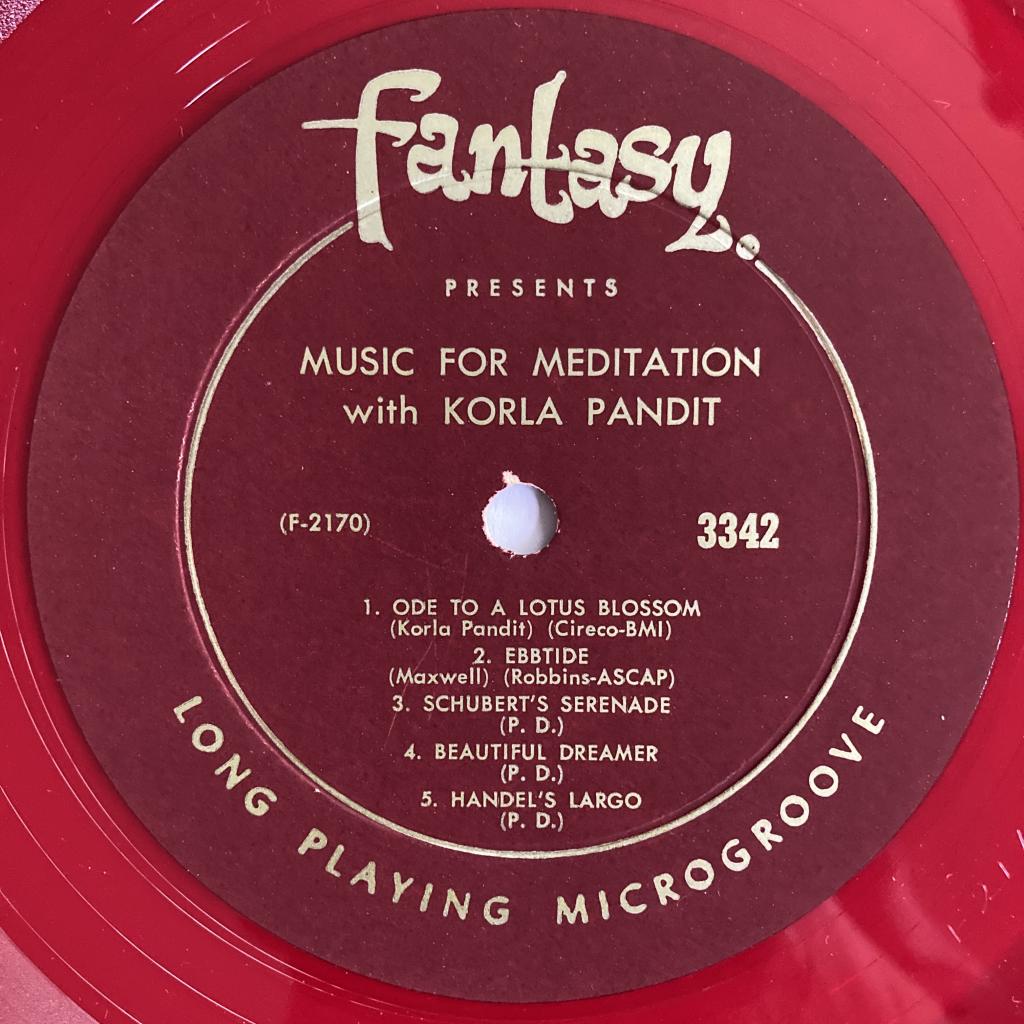 fantasy.
PRESENTS
MUSIC FOR MEDITATION
with KORLA PANDIT
(F-2170) 3342
1. ODE TO A LOTUS BLOSSOM
(Korla Pandit) (Cireco-BMI)
2. EBBTIDE
(Maxwell) (Robbins-ASCAP)
3. SCHUBERT'S SERENADE
(P. D.)
4. BEAUTIFUL DREAMER
(P. D.)
5. HANDEL'S LARGO
(P. D.)
LONG PLAYING MICROGROOVE